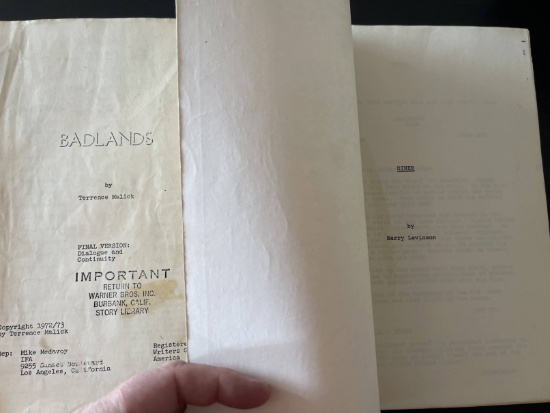 BADLANDS
by
Terrence Malick
FINAL VERSION:
Dialogue and
Continuity
IMPORTANT
RETURN TO
WARNER BROS. INC.
BURBANK, CALIF.
STORY LIBRARY
Copyright 1972/73
by Terrence Malick
Rep: Mike Medavoy
IFA
9255 Sunset Boulevard
Los Angeles, California
Registere
Writers G
America
DINER
by
Barry Levinson